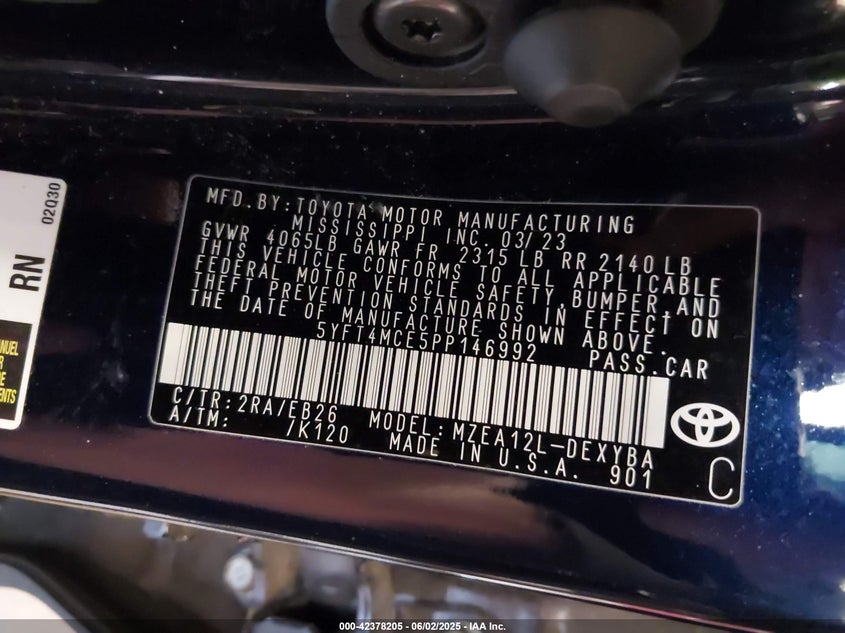 02Q30
RN
NUEL
MFD.BY:TOYOTA MOTOR MANUFACTURING
MISSISSIPPI INC. 03/23
GVWR 4065LB GAWR FR 2315 LB RR 2140 LB
THIS VEHICLE CONFORMS TO ALL APPLICABLE
FEDERAL MOTOR VEHICLE SAFETY,BUMPER,AND
THEFT PREVENTION STANDARDS IN EFFECT ON
THE DATE OF MANUFACTURE SHOWN ABOVE.
5YFT4MCE5PP146992 PASS.CAR
C/TR:2RA/EB26 MODEL:MZEA12L-DEXYBA
A/TM: /K120 MADE IN U.S.A. 901
C
000-42378205 - 06/02/2025 - IAA Inc.